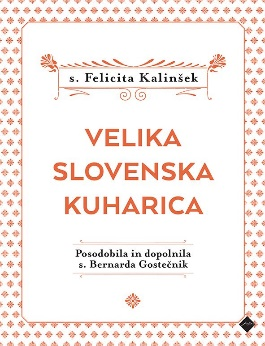 s. Felicita Kalinšek
VELIKA
SLOVENSKA
KUHARICA
Posodobila in dopolnila
s. Bernarda Gostečnik